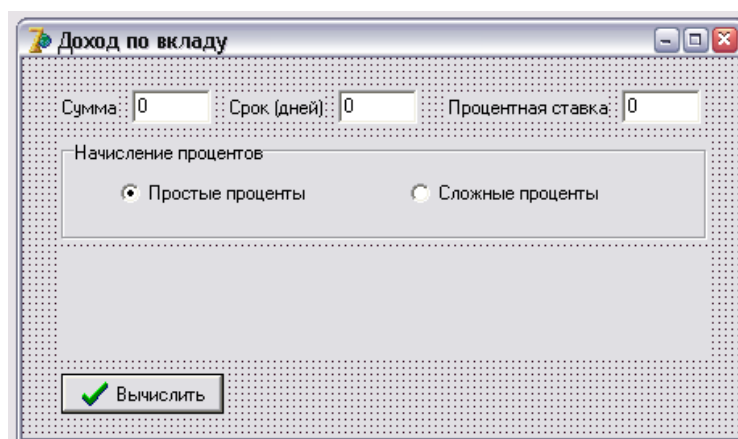 Доход по вкладу
Сумма 0 Срок (дней) 0 Процентная ставка 0
Начисление процентов
Простые проценты Сложные проценты
Вычислить